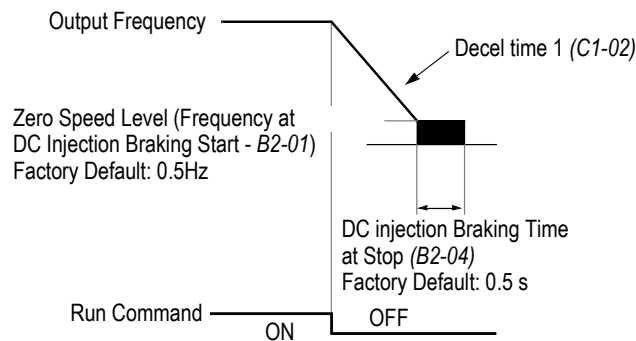 Output Frequency
Decel time 1 (C1-02)
Zero Speed Level (Frequency at
DC Injection Braking Start - B2-01)
Factory Default: 0.5Hz
DC injection Braking Time
at Stop (B2-04)
Factory Default: 0.5 s
Run Command
ON
OFF